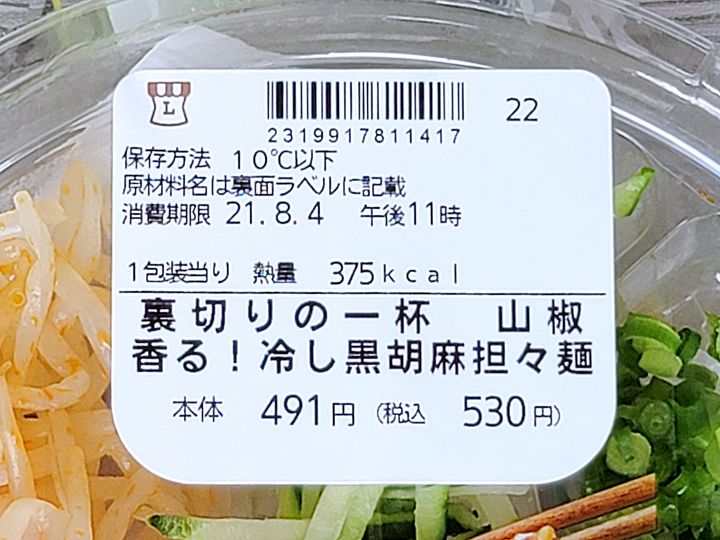 L
22
2319917811417
保存方法 10℃以下
原材料名は裏面ラベルに記載
消費期限 21.8.4 午後11時
1包装当り 熱量 375kcal
裏切りの一杯 山椒
香る!冷し黒胡麻担々麺
本体 491円 (税込 530円)